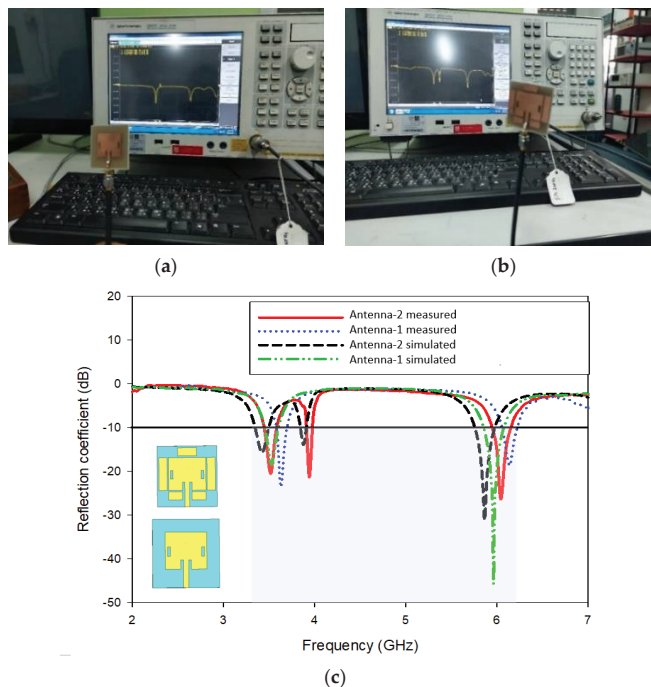 (a)
(b)
20
10
0
-10
-20
-30
-40
-50
Reflection coefficient (dB)
Antenna-2 measured
Antenna-1 measured
Antenna-2 simulated
Antenna-1 simulated
2
3
4
5
6
7
Frequency (GHz)
(c)